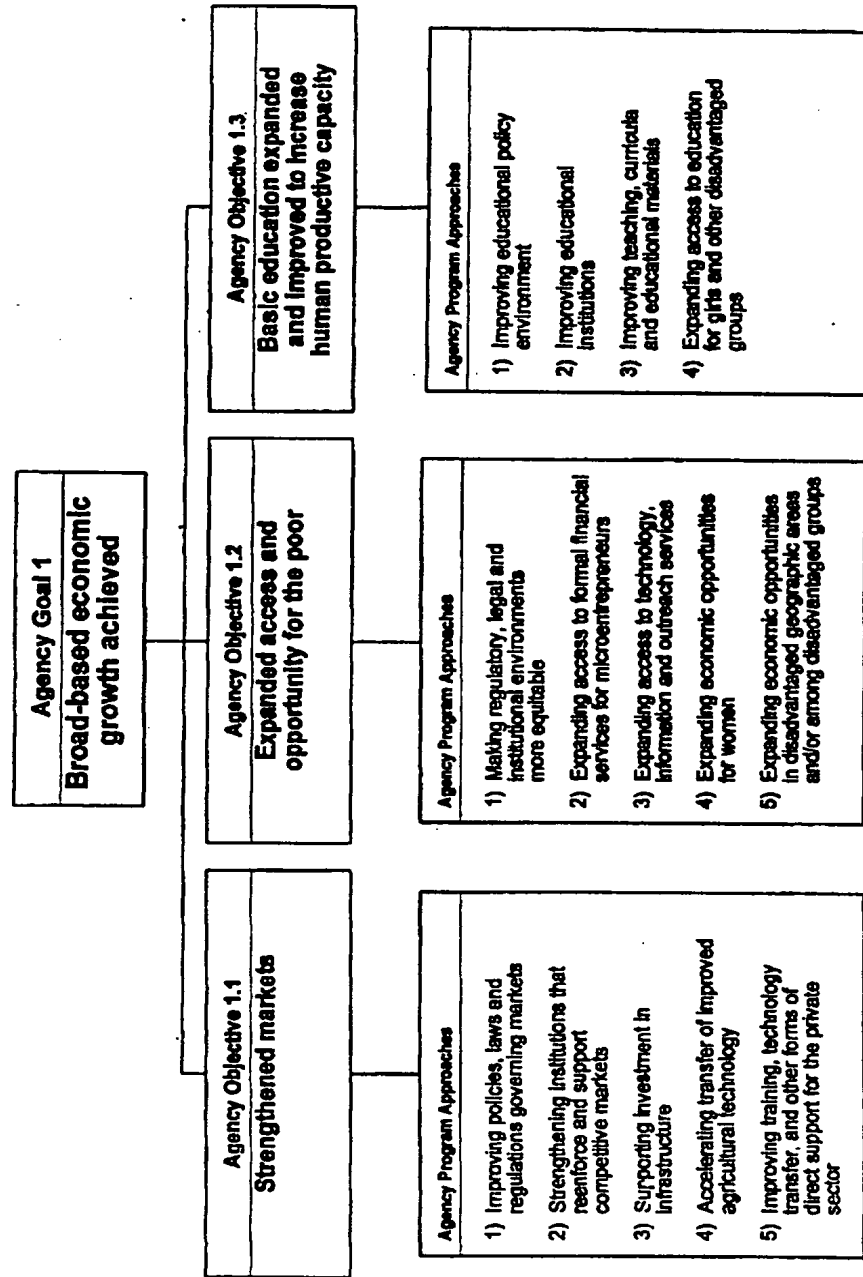 Agency Goal 1
Broad-based economic
growth achieved
Agency Objective 1.1
Strengthened markets
Agency Program Approaches
1) Improving policies, laws and
regulations governing markets
2) Strengthening institutions that
reenforce and support
competitive markets
3) Supporting investment in
infrastructure
4) Accelerating transfer of improved
agricultural technology
5) Improving training, technology
transfer, and other forms of
direct support for the private
sector
Agency Objective 1.2
Expanded access and
opportunity for the poor
Agency Program Approaches
1) Making regulatory, legal and
institutional environments
more equitable
2) Expanding access to formal financial
services for microentrepreneurs
3) Expanding access to technology,
information and outreach services
4) Expanding economic opportunities
for women
5) Expanding economic opportunities
in disadvantaged geographic areas
and/or among disadvantaged groups
Agency Objective 1.3
Basic education expanded
and improved to increase
human productive capacity
Agency Program Approaches
1) Improving educational policy
environment
2) Improving educational
institutions
3) Improving teaching, curricula
and educational materials
4) Expanding access to education
for girls and other disadvantaged
groups